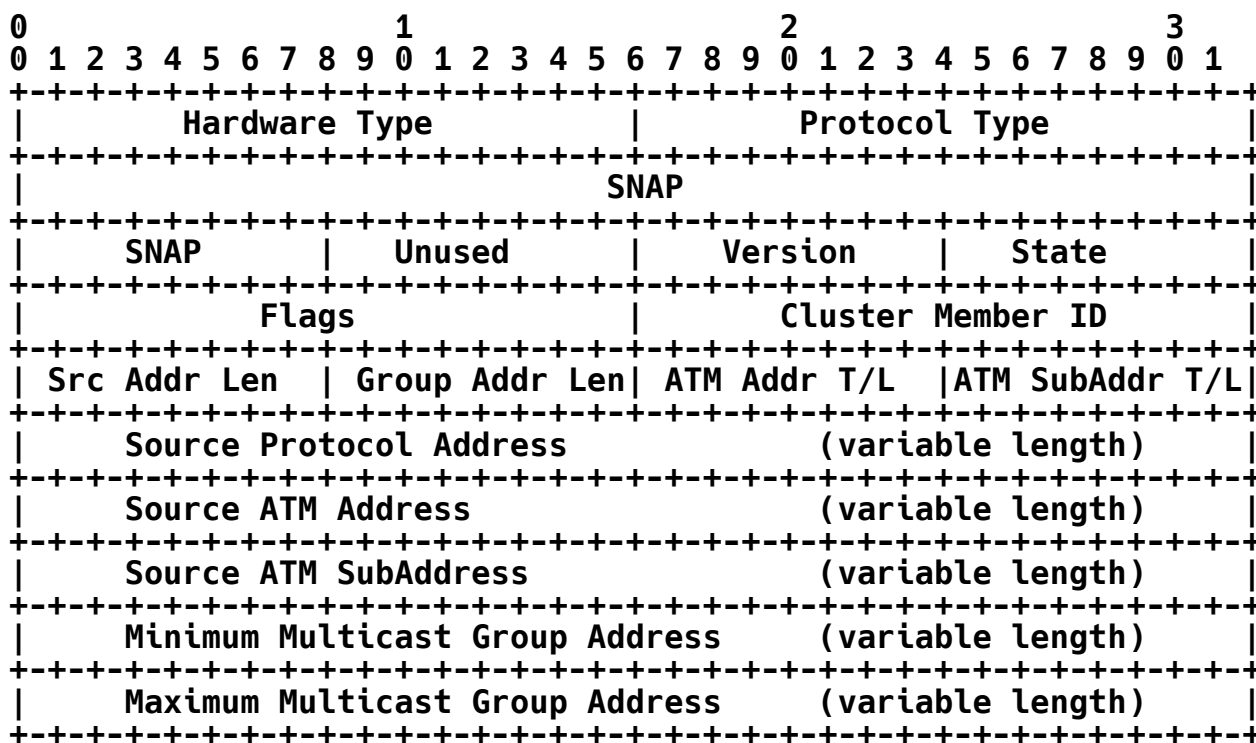 0                   1                   2                   3
0 1 2 3 4 5 6 7 8 9 0 1 2 3 4 5 6 7 8 9 0 1 2 3 4 5 6 7 8 9 0 1
+-+-+-+-+-+-+-+-+-+-+-+-+-+-+-+-+-+-+-+-+-+-+-+-+-+-+-+-+-+-+-+-+
|        Hardware Type          |        Protocol Type          |
+-+-+-+-+-+-+-+-+-+-+-+-+-+-+-+-+-+-+-+-+-+-+-+-+-+-+-+-+-+-+-+-+
|                              SNAP                             |
+-+-+-+-+-+-+-+-+-+-+-+-+-+-+-+-+-+-+-+-+-+-+-+-+-+-+-+-+-+-+-+-+
|     SNAP      |   Unused      |    Version    |   State       |
+-+-+-+-+-+-+-+-+-+-+-+-+-+-+-+-+-+-+-+-+-+-+-+-+-+-+-+-+-+-+-+-+
|            Flags              |       Cluster Member ID       |
+-+-+-+-+-+-+-+-+-+-+-+-+-+-+-+-+-+-+-+-+-+-+-+-+-+-+-+-+-+-+-+-+
| Src Addr Len  | Group Addr Len| ATM Addr T/L  |ATM SubAddr T/L|
+-+-+-+-+-+-+-+-+-+-+-+-+-+-+-+-+-+-+-+-+-+-+-+-+-+-+-+-+-+-+-+-+
|     Source Protocol Address             (variable length)     |
+-+-+-+-+-+-+-+-+-+-+-+-+-+-+-+-+-+-+-+-+-+-+-+-+-+-+-+-+-+-+-+-+
|     Source ATM Address                  (variable length)     |
+-+-+-+-+-+-+-+-+-+-+-+-+-+-+-+-+-+-+-+-+-+-+-+-+-+-+-+-+-+-+-+-+
|     Source ATM SubAddress               (variable length)     |
+-+-+-+-+-+-+-+-+-+-+-+-+-+-+-+-+-+-+-+-+-+-+-+-+-+-+-+-+-+-+-+-+
|     Minimum Multicast Group Address     (variable length)     |
+-+-+-+-+-+-+-+-+-+-+-+-+-+-+-+-+-+-+-+-+-+-+-+-+-+-+-+-+-+-+-+-+
|     Maximum Multicast Group Address     (variable length)     |
+-+-+-+-+-+-+-+-+-+-+-+-+-+-+-+-+-+-+-+-+-+-+-+-+-+-+-+-+-+-+-+-+